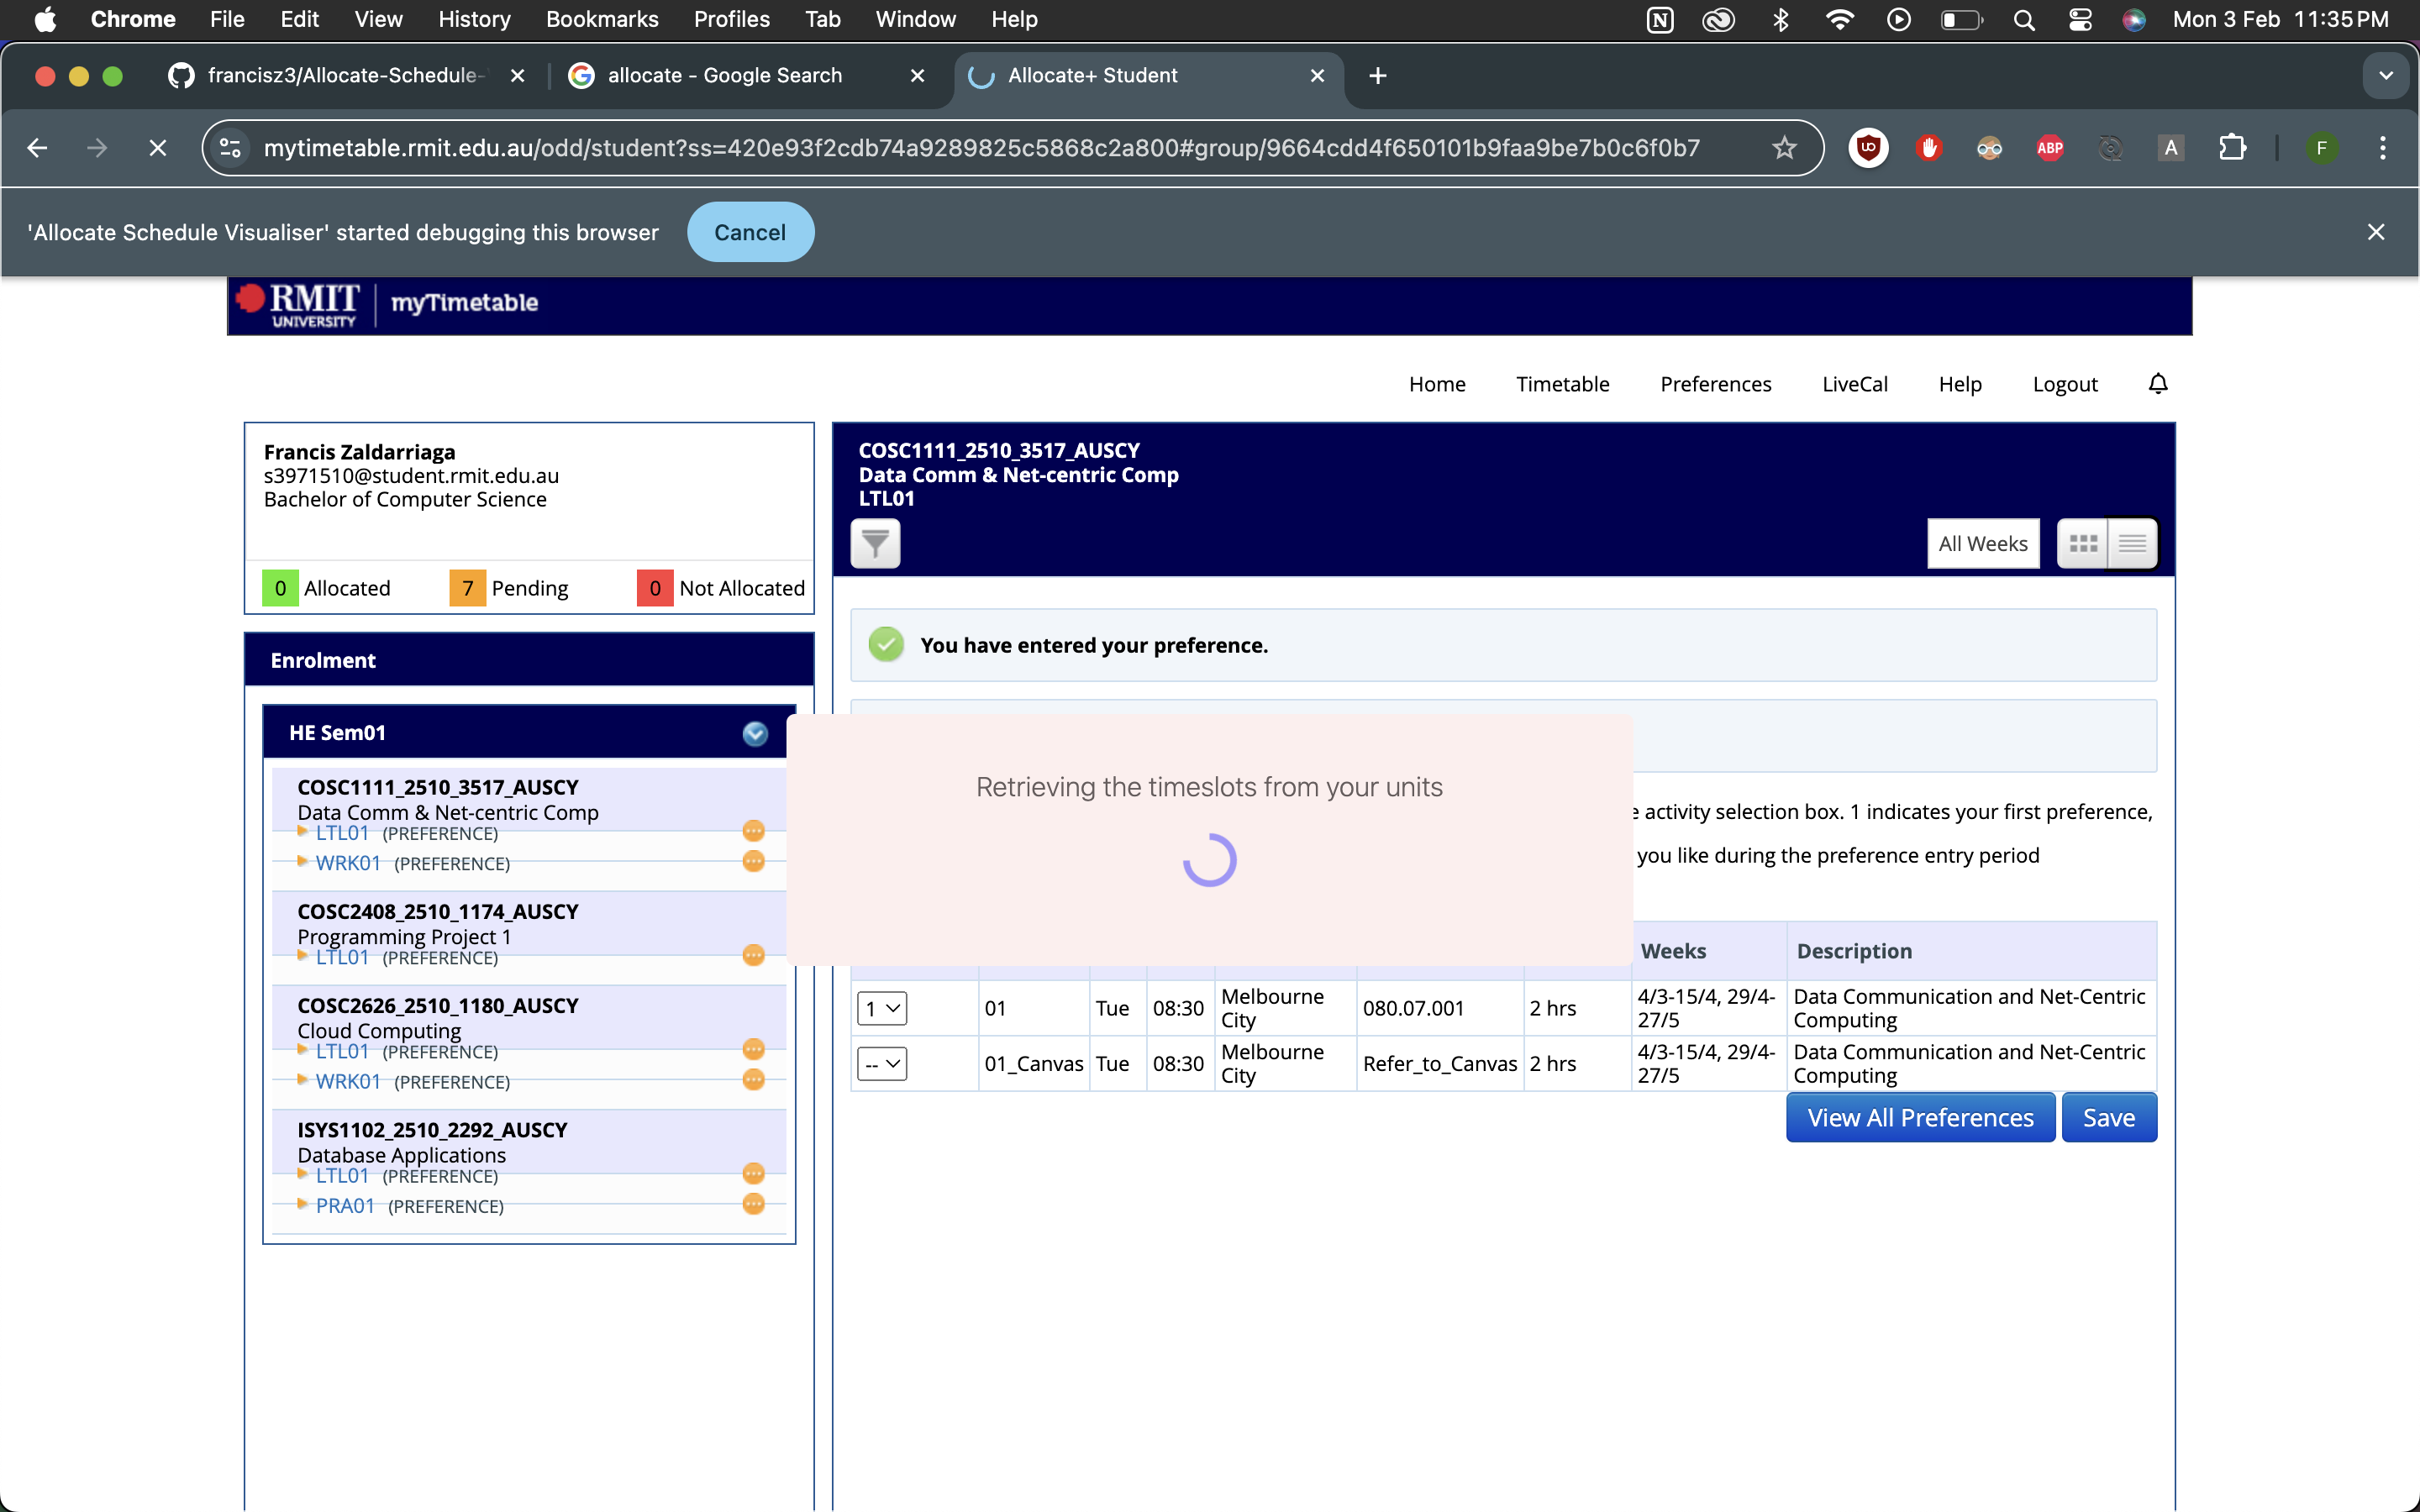 Chrome File Edit View History Bookmarks Profiles Tab Window Help Mon 3 Feb 11:35 PM
francisz3/Allocate-Schedule- allocate - Google Search Allocate+ Student
mytimetable.rmit.edu.au/odd/student?ss=420e93f2cdb74a9289825c5868c2a800#group/9664cdd4f650101b9faa9be7b0c6f0b7 ABP A F
'Allocate Schedule Visualiser' started debugging this browser Cancel
RMIT UNIVERSITY myTimetable
Home Timetable Preferences LiveCal Help Logout
Francis Zaldarriaga
s3971510@student.rmit.edu.au
Bachelor of Computer Science
0 Allocated 7 Pending 0 Not Allocated
Enrolment
HE Sem01
COSC1111_2510_3517_AUSCY
Data Comm & Net-centric Comp
LTL01 (PREFERENCE)
WRK01 (PREFERENCE)
COSC2408_2510_1174_AUSCY
Programming Project 1
LTL01 (PREFERENCE)
COSC2626_2510_1180_AUSCY
Cloud Computing
LTL01 (PREFERENCE)
WRK01 (PREFERENCE)
ISYS1102_2510_2292_AUSCY
Database Applications
LTL01 (PREFERENCE)
PRA01 (PREFERENCE)
COSC1111_2510_3517_AUSCY
Data Comm & Net-centric Comp
LTL01
All Weeks
You have entered your preference.
Retrieving the timeslots from your units
activity selection box. 1 indicates your first preference,
you like during the preference entry period
Weeks Description
1 01 Tue 08:30 Melbourne City 080.07.001 2 hrs 4/3-15/4, 29/4-27/5 Data Communication and Net-Centric Computing
-- 01_Canvas Tue 08:30 Melbourne City Refer_to_Canvas 2 hrs 4/3-15/4, 29/4-27/5 Data Communication and Net-Centric Computing
View All Preferences Save